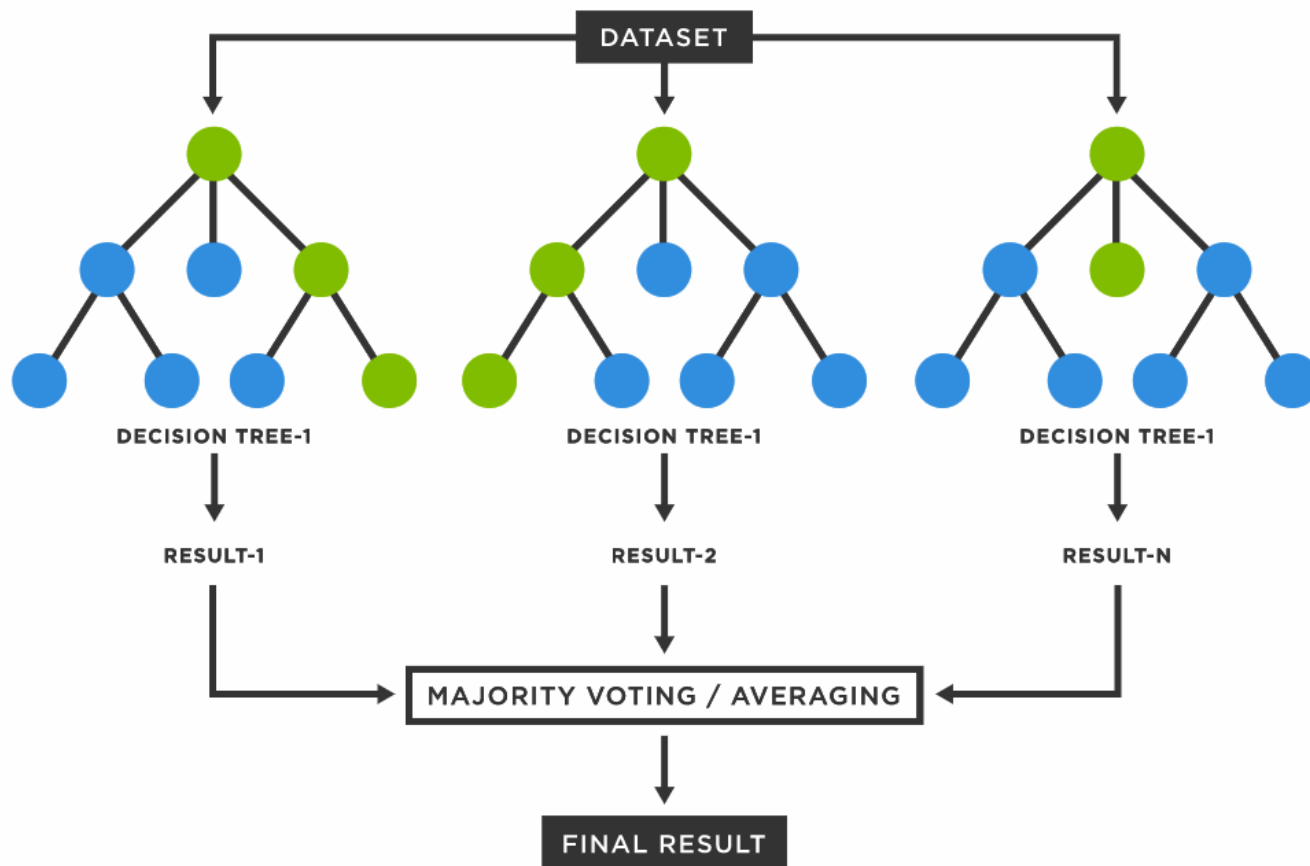 DATASET
DECISION TREE-1
DECISION TREE-1
DECISION TREE-1
RESULT-1
RESULT-2
RESULT-N
MAJORITY VOTING / AVERAGING
FINAL RESULT